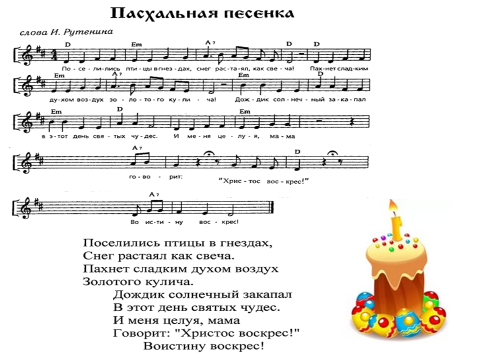 Пасхальная песенка
слова И. Рутенина
D Em A7 D
По - се - ли - лись пти - цы в гнез - дах, снег рас - та - ял, как све - ча! Пах - нет слад - ким
Em A7 D
ду - хом воз - дух зо - ло - то - го ку - ли - ча! Дож - дик сол - неч - ный за - ка - пал
Em D Em
в э - тот день свя - тых чу - дес. И ме - ня це - лу - я, ма - ма
A7 D
го - во - рит: "Хрис - тос вос - крес!"
A7 D
Во ис - ти - ну вос - крес!
Поселились птицы в гнездах,
Снег растаял как свеча.
Пахнет сладким духом воздух
Золотого кулича.
Дождик солнечный закапал
В этот день святых чудес.
И меня целуя, мама
Говорит: "Христос воскрес!"
Воистину воскрес!